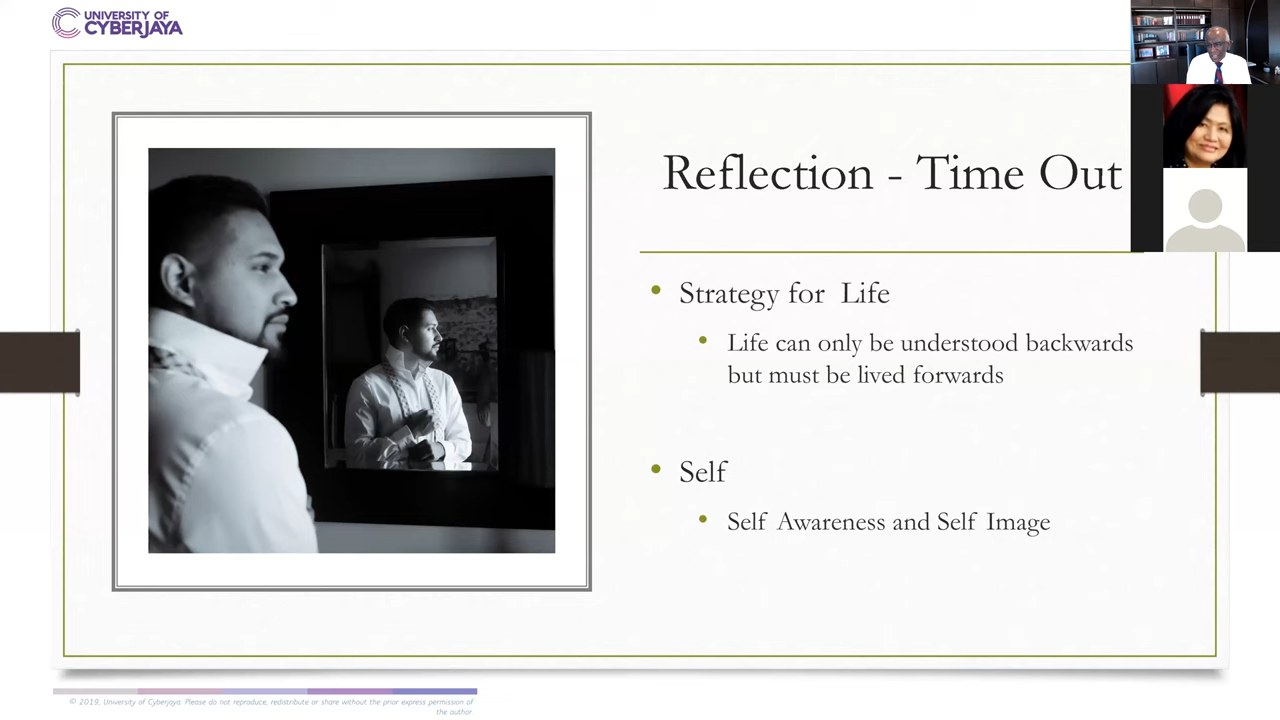 UNIVERSITY OF
CYBERJAYA
Reflection - Time Out
• Strategy for Life
• Life can only be understood backwards
but must be lived forwards
• Self
• Self Awareness and Self Image
© 2019, University of Cyberjaya. Please do not reproduce, redistribute or share without the prior express permission of
the author.